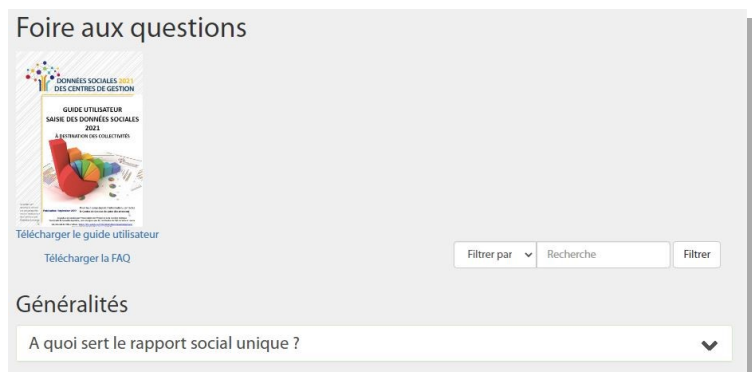 Foire aux questions
DONNÉES SOCIALES 2021
DES CENTRES DE GESTION
GUIDE UTILISATEUR
SAISIE DES DONNÉES SOCIALES
2021
À DESTINATION DES COLLECTIVITÉS
Télécharger le guide utilisateur
Télécharger la FAQ
Filtrer par
Recherche
Filtrer
Généralités
A quoi sert le rapport social unique ?